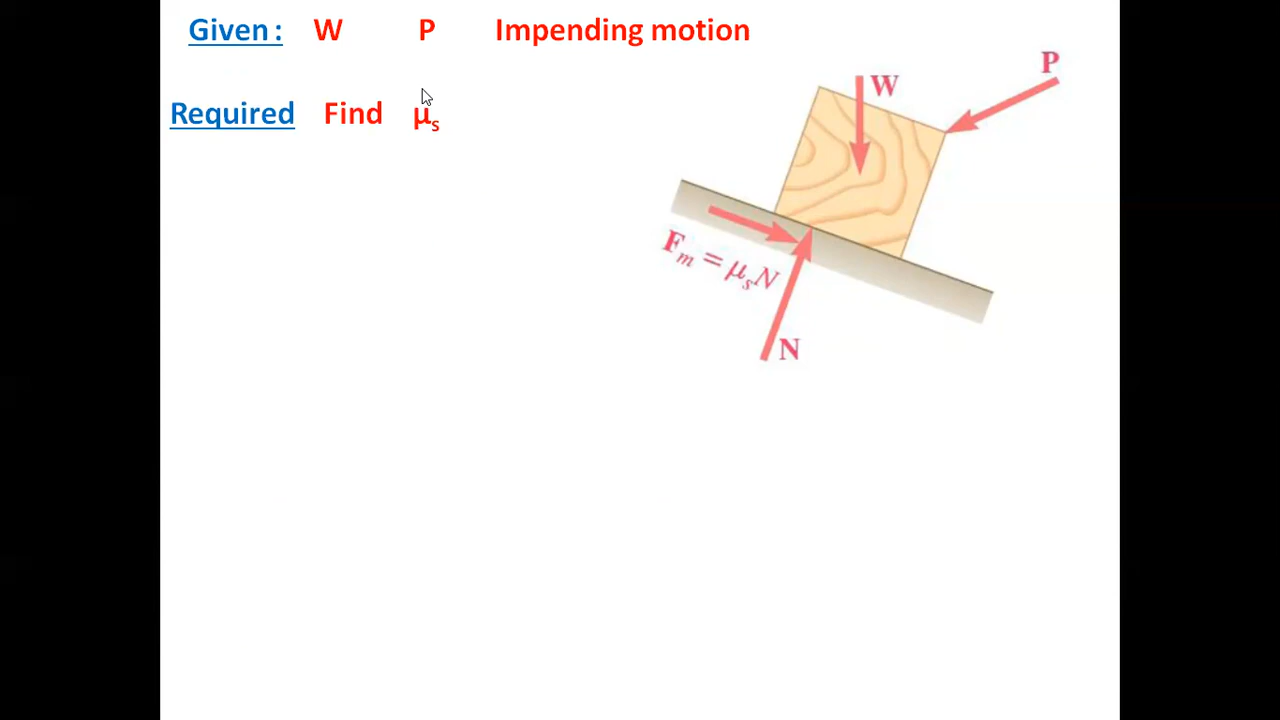 Given : W P Impending motion
Required Find μs
W
P
Fm = μsN
N